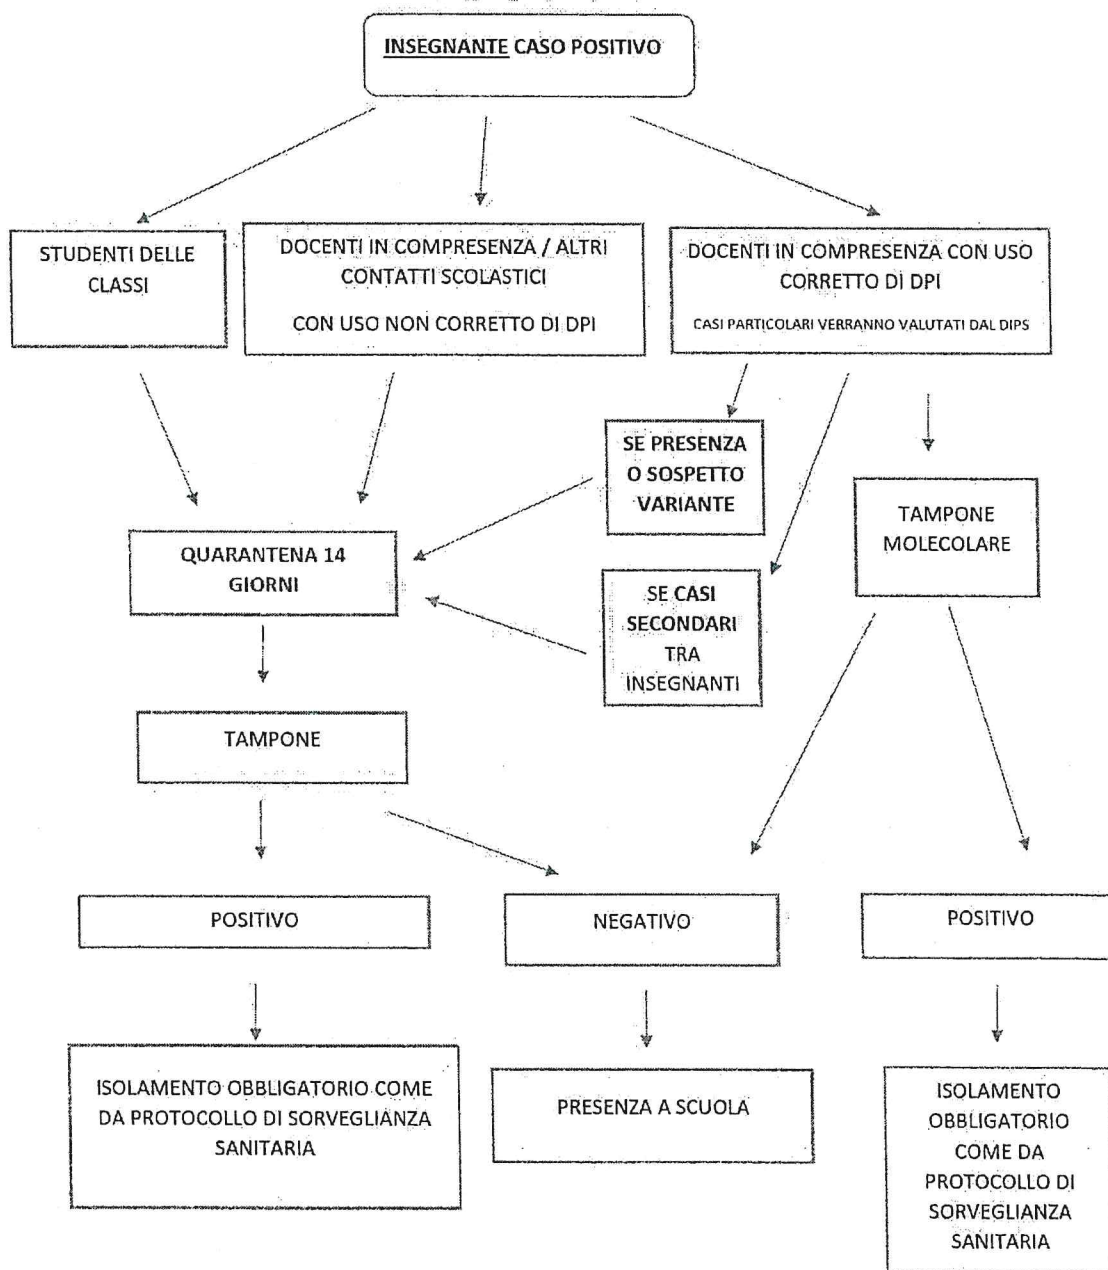 INSEGNANTE CASO POSITIVO
STUDENTI DELLE
CLASSI
DOCENTI IN COMPRESENZA / ALTRI
CONTATTI SCOLASTICI
CON USO NON CORRETTO DI DPI
DOCENTI IN COMPRESENZA CON USO
CORRETTO DI DPI
CASI PARTICOLARI VERRANNO VALUTATI DAL DIPS
SE PRESENZA
O SOSPETTO
VARIANTE
TAMPONE
MOLECOLARE
QUARANTENA 14
GIORNI
SE CASI
SECONDARI
TRA
INSEGNANTI
TAMPONE
POSITIVO
NEGATIVO
POSITIVO
ISOLAMENTO OBBLIGATORIO COME
DA PROTOCOLLO DI SORVEGLIANZA
SANITARIA
PRESENZA A SCUOLA
ISOLAMENTO
OBBLIGATORIO
COME DA
PROTOCOLLO DI
SORVEGLIANZA
SANITARIA